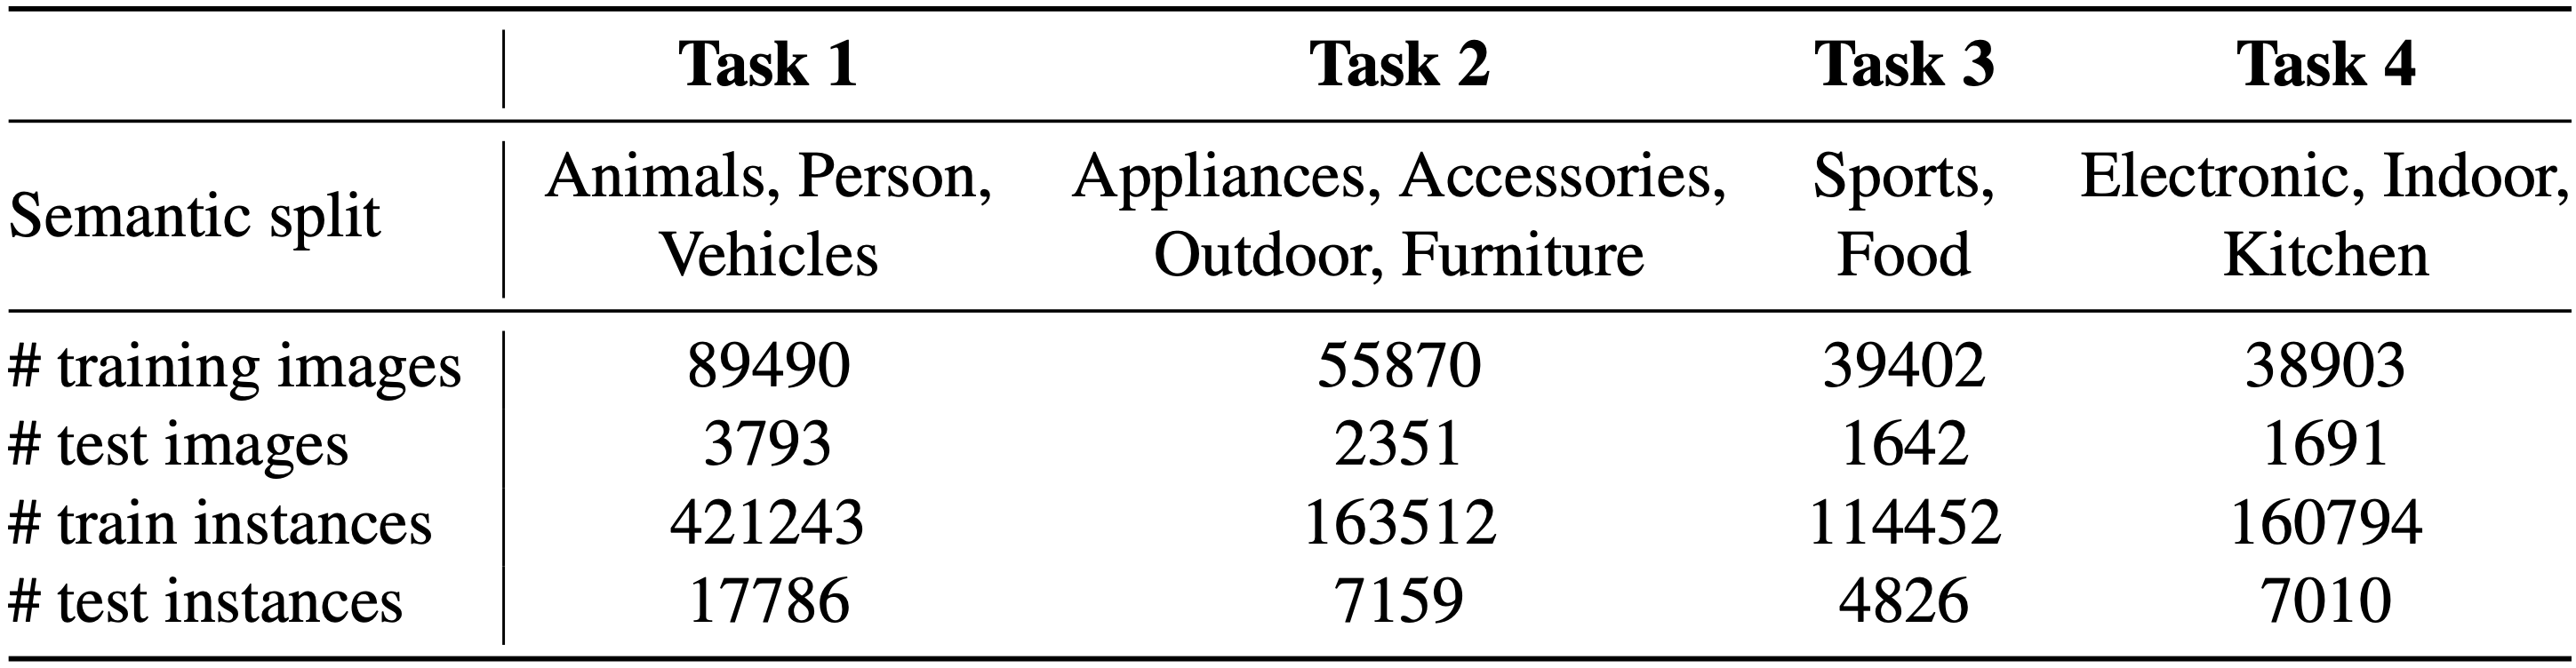 Task 1 Task 2 Task 3 Task 4
Semantic split Animals, Person, Vehicles Appliances, Accessories, Outdoor, Furniture Sports, Food Electronic, Indoor, Kitchen
# training images 89490 55870 39402 38903
# test images 3793 2351 1642 1691
# train instances 421243 163512 114452 160794
# test instances 17786 7159 4826 7010